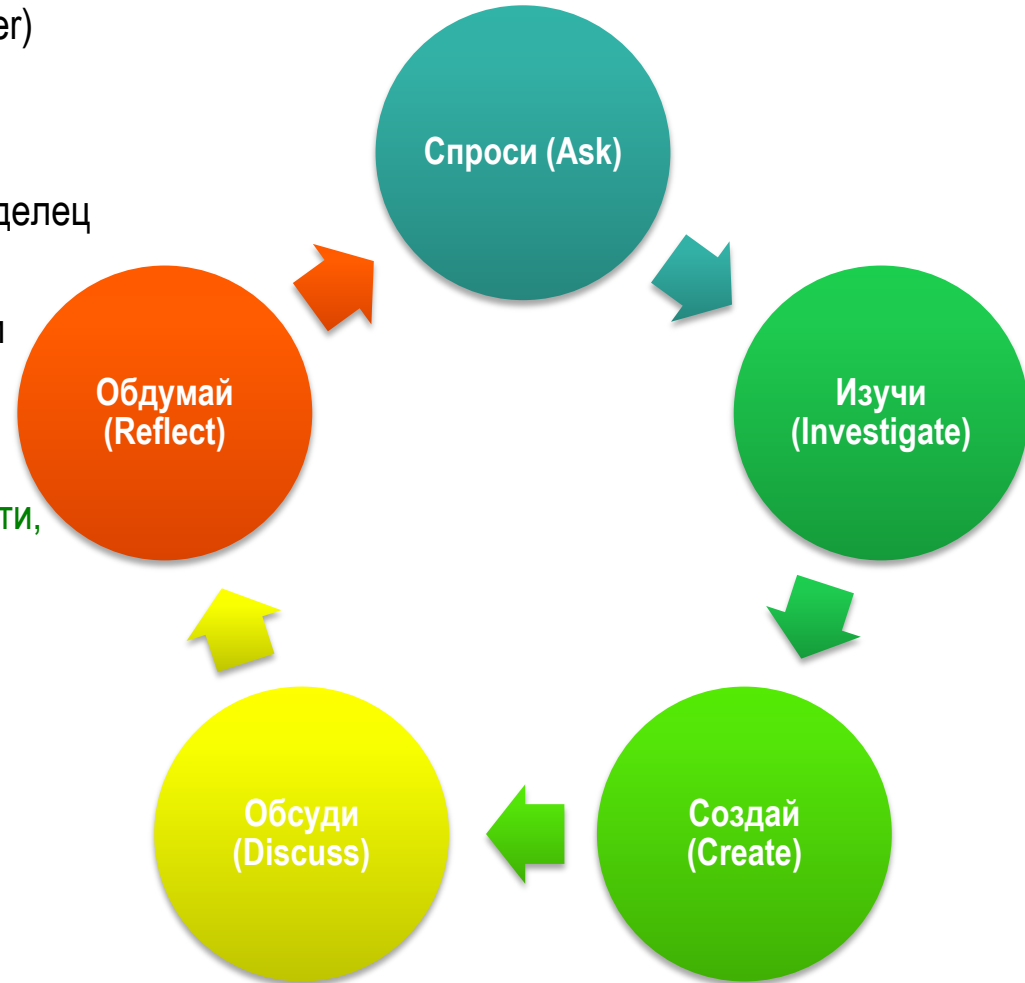 er)
делец
и
ти,
Спроси (Ask)
Изучи
(Investigate)
Создай
(Create)
Обсуди
(Discuss)
Обдумай
(Reflect)